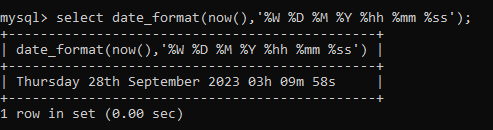 mysql> select date_format(now(),'%W %D %M %Y %hh %mm %ss');
+--------------------------------------------+
| date_format(now(),'%W %D %M %Y %hh %mm %ss') |
+--------------------------------------------+
| Thursday 28th September 2023 03h 09m 58s     |
+--------------------------------------------+
1 row in set (0.00 sec)